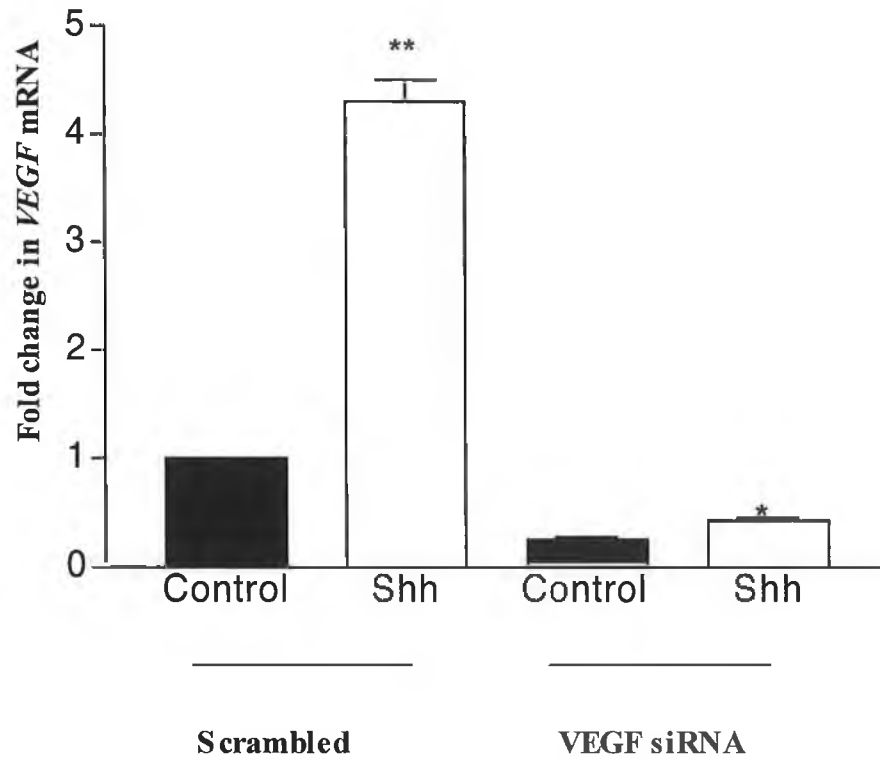 Fold change in VEGF mRNA
5
4
3
2
1
0
**
*
Control Shh Control Shh
Scrambled VEGF siRNA